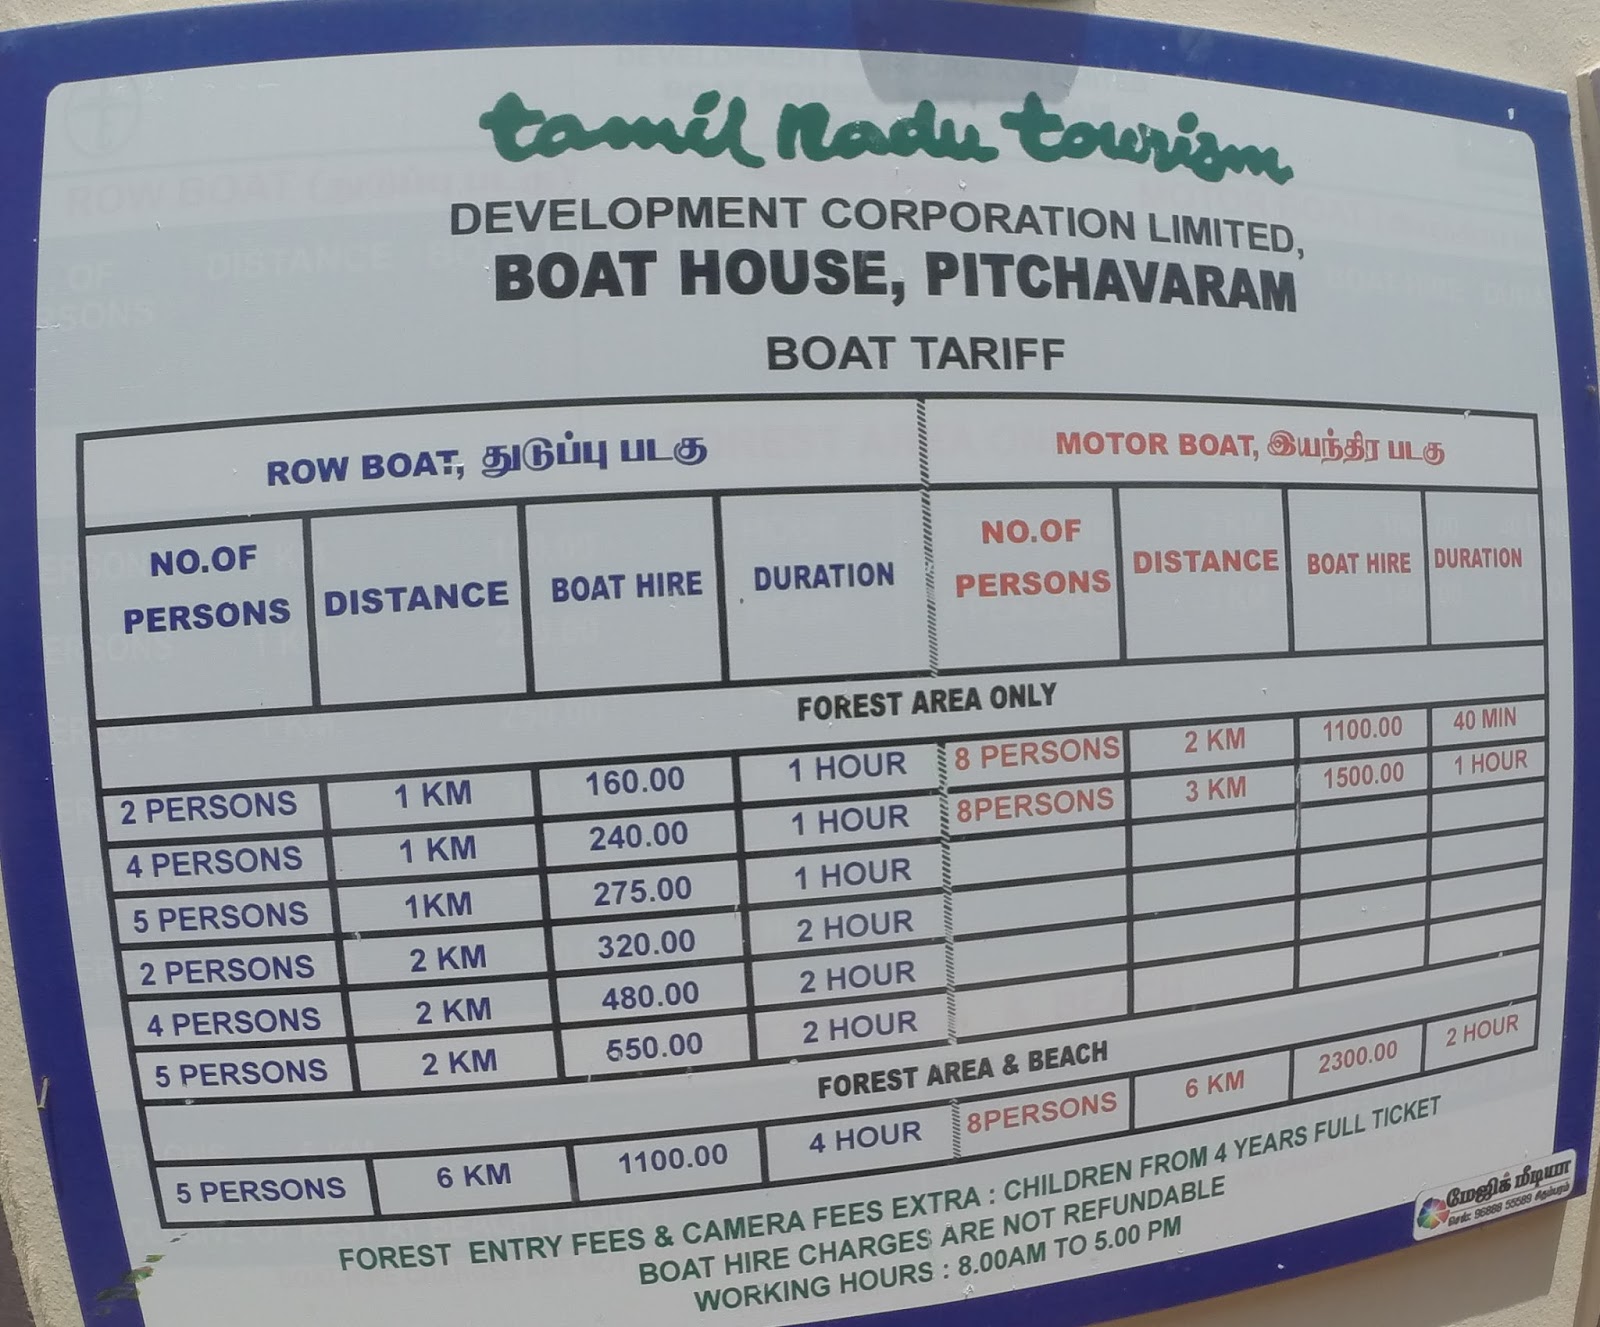 tamil nadu tourism
DEVELOPMENT CORPORATION LIMITED,
BOAT HOUSE, PITCHAVARAM
BOAT TARIFF
ROW BOAT, துடுப்பு படகு MOTOR BOAT, இயந்திர படகு
NO.OF PERSONS DISTANCE BOAT HIRE DURATION NO.OF PERSONS DISTANCE BOAT HIRE DURATION
FOREST AREA ONLY
2 PERSONS 1 KM 160.00 1 HOUR 8 PERSONS 2 KM 1100.00 40 MIN
4 PERSONS 1 KM 240.00 1 HOUR 8PERSONS 3 KM 1500.00 1 HOUR
5 PERSONS 1KM 275.00 1 HOUR
2 PERSONS 2 KM 320.00 2 HOUR
4 PERSONS 2 KM 480.00 2 HOUR
5 PERSONS 2 KM 550.00 2 HOUR
FOREST AREA & BEACH
5 PERSONS 6 KM 1100.00 4 HOUR 8PERSONS 6 KM 2300.00 2 HOUR
FOREST ENTRY FEES & CAMERA FEES EXTRA : CHILDREN FROM 4 YEARS FULL TICKET
BOAT HIRE CHARGES ARE NOT REFUNDABLE
WORKING HOURS : 8.00AM TO 5.00 PM
மேஜிக் மீடியா
செல்: 96888 55589 சிதம்பரம்